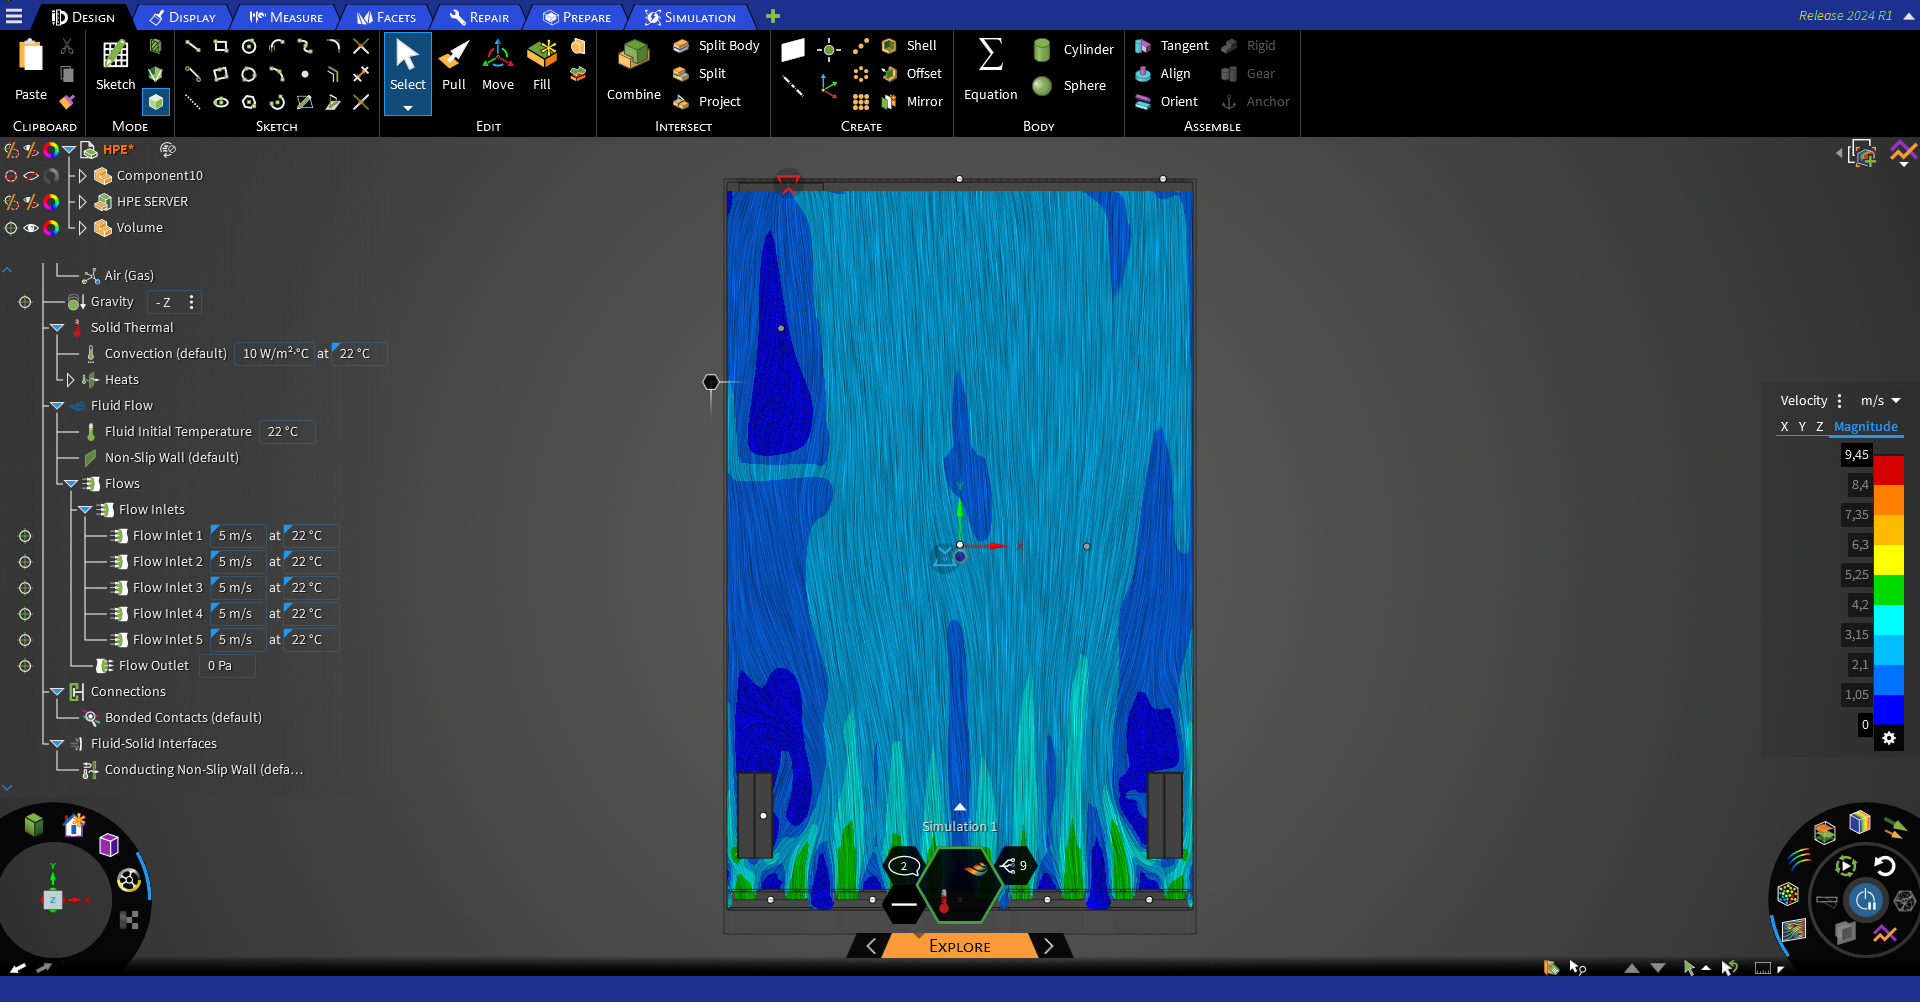 Design Display Measure Facets Repair Prepare Simulation Release 2024 R1
Paste Sketch Select Pull Move Fill Combine Split Body Split Project Shell Offset Mirror Equation Cylinder Sphere Tangent Align Orient Rigid Gear Anchor
Clipboard Mode Sketch Edit Intersect Create Body Assemble
HPE*
Component10
HPE SERVER
Volume
Air (Gas)
Gravity - Z
Solid Thermal
Convection (default) 10 W/m²·°C at 22 °C
Heats
Fluid Flow
Fluid Initial Temperature 22 °C
Non-Slip Wall (default)
Flows
Flow Inlets
Flow Inlet 1 5 m/s at 22 °C
Flow Inlet 2 5 m/s at 22 °C
Flow Inlet 3 5 m/s at 22 °C
Flow Inlet 4 5 m/s at 22 °C
Flow Inlet 5 5 m/s at 22 °C
Flow Outlet 0 Pa
Connections
Bonded Contacts (default)
Fluid-Solid Interfaces
Conducting Non-Slip Wall (defa...
Y
X
Z
Y
X
Simulation 1
2
9
Explore
Velocity m/s
X Y Z Magnitude
9,45
8,4
7,35
6,3
5,25
4,2
3,15
2,1
1,05
0